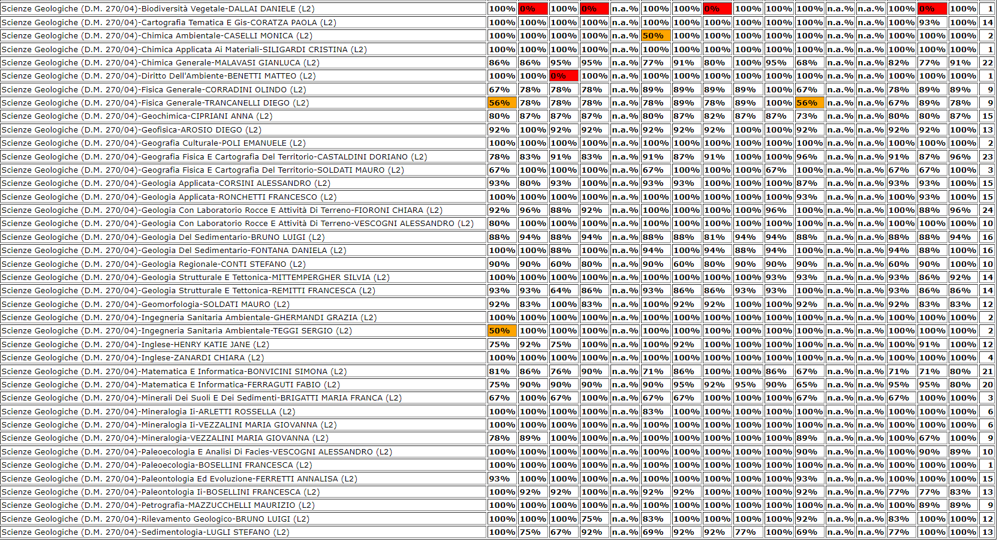 Scienze Geologiche (D.M. 270/04)-Biodiversità Vegetale-DALLAI DANIELE (L2) 100% 0% 100% 0% n.a.% 100% 100% 0% 100% 100% 100% n.a.% n.a.% 100% 0% 100% 1
Scienze Geologiche (D.M. 270/04)-Cartografia Tematica E Gis-CORATZA PAOLA (L2) 100% 100% 100% 100% n.a.% 100% 100% 100% 100% 100% 100% n.a.% n.a.% 100% 93% 100% 14
Scienze Geologiche (D.M. 270/04)-Chimica Ambientale-CASELLI MONICA (L2) 100% 100% 100% 100% n.a.% 50% 100% 100% 100% 100% 100% n.a.% n.a.% 100% 100% 100% 2
Scienze Geologiche (D.M. 270/04)-Chimica Applicata Ai Materiali-SILIGARDI CRISTINA (L2) 100% 100% 100% 100% n.a.% 100% 100% 100% 100% 100% 100% n.a.% n.a.% 100% 100% 100% 1
Scienze Geologiche (D.M. 270/04)-Chimica Generale-MALAVASI GIANLUCA (L2) 86% 86% 95% 95% n.a.% 77% 91% 80% 100% 95% 68% n.a.% n.a.% 82% 77% 91% 22
Scienze Geologiche (D.M. 270/04)-Diritto Dell'Ambiente-BENETTI MATTEO (L2) 100% 100% 0% 100% n.a.% 100% 100% 100% 100% 100% 100% n.a.% n.a.% 100% 100% 100% 1
Scienze Geologiche (D.M. 270/04)-Fisica Generale-CORRADINI OLINDO (L2) 67% 78% 78% 78% n.a.% 89% 89% 89% 89% 100% 67% n.a.% n.a.% 78% 89% 89% 9
Scienze Geologiche (D.M. 270/04)-Fisica Generale-TRANCANELLI DIEGO (L2) 56% 78% 78% 78% n.a.% 78% 89% 78% 89% 100% 56% n.a.% n.a.% 67% 89% 78% 9
Scienze Geologiche (D.M. 270/04)-Geochimica-CIPRIANI ANNA (L2) 80% 87% 87% 87% n.a.% 80% 87% 82% 87% 87% 73% n.a.% n.a.% 80% 80% 87% 15
Scienze Geologiche (D.M. 270/04)-Geofisica-AROSIO DIEGO (L2) 92% 100% 92% 92% n.a.% 92% 92% 92% 100% 100% 92% n.a.% n.a.% 92% 92% 100% 13
Scienze Geologiche (D.M. 270/04)-Geografia Culturale-POLI EMANUELE (L2) 100% 100% 100% 100% n.a.% 100% 100% 100% 100% 100% 100% n.a.% n.a.% 100% 100% 100% 2
Scienze Geologiche (D.M. 270/04)-Geografia Fisica E Cartografia Del Territorio-CASTALDINI DORIANO (L2) 78% 83% 91% 83% n.a.% 91% 87% 91% 100% 100% 96% n.a.% n.a.% 91% 87% 96% 23
Scienze Geologiche (D.M. 270/04)-Geografia Fisica E Cartografia Del Territorio-SOLDATI MAURO (L2) 67% 100% 100% 100% n.a.% 67% 100% 100% 100% 67% 100% n.a.% n.a.% 67% 67% 100% 3
Scienze Geologiche (D.M. 270/04)-Geologia Applicata-CORSINI ALESSANDRO (L2) 93% 80% 93% 100% n.a.% 93% 93% 100% 100% 100% 87% n.a.% n.a.% 93% 93% 100% 15
Scienze Geologiche (D.M. 270/04)-Geologia Applicata-RONCHETTI FRANCESCO (L2) 100% 100% 100% 100% n.a.% 100% 100% 100% 100% 100% 93% n.a.% n.a.% 100% 93% 100% 15
Scienze Geologiche (D.M. 270/04)-Geologia Con Laboratorio Rocce E Attività Di Terreno-FIORONI CHIARA (L2) 92% 96% 88% 92% n.a.% 100% 100% 100% 100% 96% 100% n.a.% n.a.% 100% 88% 96% 24
Scienze Geologiche (D.M. 270/04)-Geologia Con Laboratorio Rocce E Attività Di Terreno-VESCOGNI ALESSANDRO (L2) 80% 100% 100% 100% n.a.% 100% 100% 100% 100% 100% 100% n.a.% n.a.% 100% 100% 100% 10
Scienze Geologiche (D.M. 270/04)-Geologia Del Sedimentario-BRUNO LUIGI (L2) 88% 94% 88% 94% n.a.% 88% 88% 81% 94% 94% 88% n.a.% n.a.% 88% 88% 94% 16
Scienze Geologiche (D.M. 270/04)-Geologia Del Sedimentario-FONTANA DANIELA (L2) 100% 100% 88% 100% n.a.% 94% 100% 94% 88% 94% 100% n.a.% n.a.% 94% 88% 100% 16
Scienze Geologiche (D.M. 270/04)-Geologia Regionale-CONTI STEFANO (L2) 90% 90% 60% 80% n.a.% 90% 60% 80% 90% 90% 90% n.a.% n.a.% 60% 90% 100% 10
Scienze Geologiche (D.M. 270/04)-Geologia Strutturale E Tettonica-MITTEMPERGHER SILVIA (L2) 100% 100% 100% 100% n.a.% 100% 100% 100% 100% 93% 93% n.a.% n.a.% 93% 86% 92% 14
Scienze Geologiche (D.M. 270/04)-Geologia Strutturale E Tettonica-REMITTI FRANCESCA (L2) 93% 93% 64% 86% n.a.% 93% 86% 86% 93% 93% 100% n.a.% n.a.% 93% 86% 86% 14
Scienze Geologiche (D.M. 270/04)-Geomorfologia-SOLDATI MAURO (L2) 92% 83% 100% 83% n.a.% 100% 92% 92% 100% 100% 92% n.a.% n.a.% 92% 83% 83% 12
Scienze Geologiche (D.M. 270/04)-Ingegneria Sanitaria Ambientale-GHERMANDI GRAZIA (L2) 100% 100% 100% 100% n.a.% 100% 100% 100% 100% 100% 100% n.a.% n.a.% 100% 100% 100% 2
Scienze Geologiche (D.M. 270/04)-Ingegneria Sanitaria Ambientale-TEGGI SERGIO (L2) 50% 100% 100% 100% n.a.% 100% 100% 100% 100% 100% 100% n.a.% n.a.% 100% 100% 100% 2
Scienze Geologiche (D.M. 270/04)-Inglese-HENRY KATIE JANE (L2) 75% 92% 75% 100% n.a.% 100% 92% 100% 100% 100% 100% n.a.% n.a.% 100% 91% 100% 12
Scienze Geologiche (D.M. 270/04)-Inglese-ZANARDI CHIARA (L2) 100% 100% 100% 100% n.a.% 100% 100% 100% 100% 100% 100% n.a.% n.a.% 100% 100% 100% 4
Scienze Geologiche (D.M. 270/04)-Matematica E Informatica-BONVICINI SIMONA (L2) 81% 86% 76% 90% n.a.% 71% 86% 100% 100% 86% 67% n.a.% n.a.% 71% 71% 80% 21
Scienze Geologiche (D.M. 270/04)-Matematica E Informatica-FERRAGUTI FABIO (L2) 75% 90% 90% 90% n.a.% 90% 95% 92% 95% 90% 65% n.a.% n.a.% 95% 95% 80% 20
Scienze Geologiche (D.M. 270/04)-Minerali Dei Suoli E Dei Sedimenti-BRIGATTI MARIA FRANCA (L2) 67% 100% 67% 100% n.a.% 67% 67% 100% 100% 100% 67% n.a.% n.a.% 67% 100% 100% 3
Scienze Geologiche (D.M. 270/04)-Mineralogia Ii-ARLETTI ROSSELLA (L2) 100% 100% 100% 100% n.a.% 83% 100% 100% 100% 100% 100% n.a.% n.a.% 100% 100% 100% 6
Scienze Geologiche (D.M. 270/04)-Mineralogia Ii-VEZZALINI MARIA GIOVANNA (L2) 100% 100% 100% 100% n.a.% 100% 100% 100% 100% 100% 100% n.a.% n.a.% 100% 100% 100% 6
Scienze Geologiche (D.M. 270/04)-Mineralogia-VEZZALINI MARIA GIOVANNA (L2) 78% 89% 100% 100% n.a.% 100% 100% 100% 100% 100% 89% n.a.% n.a.% 100% 67% 100% 9
Scienze Geologiche (D.M. 270/04)-Paleoecologia E Analisi Di Facies-VESCOGNI ALESSANDRO (L2) 100% 100% 100% 100% n.a.% 100% 100% 100% 100% 100% 90% n.a.% n.a.% 100% 90% 89% 10
Scienze Geologiche (D.M. 270/04)-Paleoecologia-BOSELLINI FRANCESCA (L2) 100% 100% 100% 100% n.a.% 100% 100% 100% 100% 100% 100% n.a.% n.a.% 100% 100% 100% 1
Scienze Geologiche (D.M. 270/04)-Paleontologia Ed Evoluzione-FERRETTI ANNALISA (L2) 93% 100% 100% 100% n.a.% 100% 100% 100% 100% 100% 93% n.a.% n.a.% 100% 100% 100% 15
Scienze Geologiche (D.M. 270/04)-Paleontologia Ii-BOSELLINI FRANCESCA (L2) 100% 92% 92% 100% n.a.% 92% 92% 100% 100% 100% 92% n.a.% n.a.% 77% 77% 83% 13
Scienze Geologiche (D.M. 270/04)-Petrografia-MAZZUCCHELLI MAURIZIO (L2) 100% 100% 100% 100% n.a.% 100% 100% 100% 100% 100% 100% n.a.% n.a.% 100% 89% 89% 9
Scienze Geologiche (D.M. 270/04)-Rilevamento Geologico-BRUNO LUIGI (L2) 100% 100% 100% 75% n.a.% 83% 100% 100% 100% 100% 92% n.a.% n.a.% 83% 100% 100% 12
Scienze Geologiche (D.M. 270/04)-Sedimentologia-LUGLI STEFANO (L2) 100% 75% 67% 92% n.a.% 69% 92% 92% 77% 100% 69% n.a.% n.a.% 77% 100% 100% 13